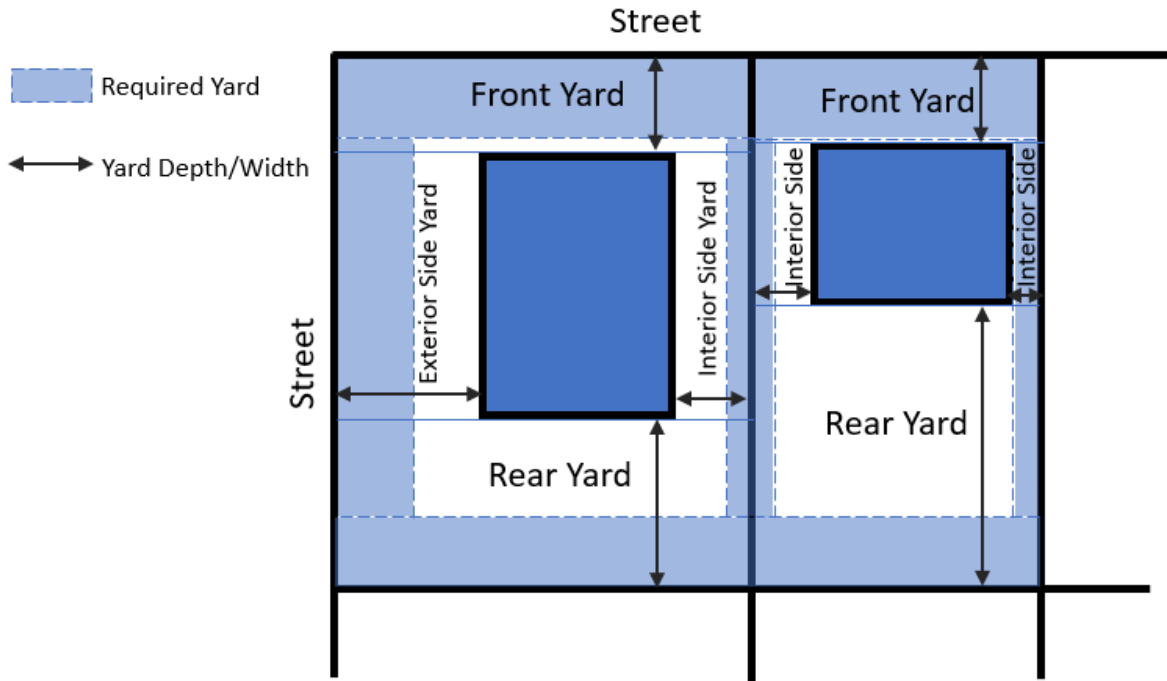 Street
Required Yard
Front Yard
Front Yard
Yard Depth/Width
Exterior Side Yard
Interior Side Yard
Interior Side
Interior Side
Street
Rear Yard
Rear Yard